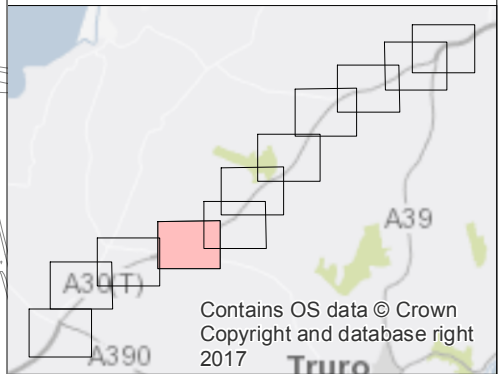 A39
A30(T)
Contains OS data © Crown
Copyright and database right
2017
A390
Truro